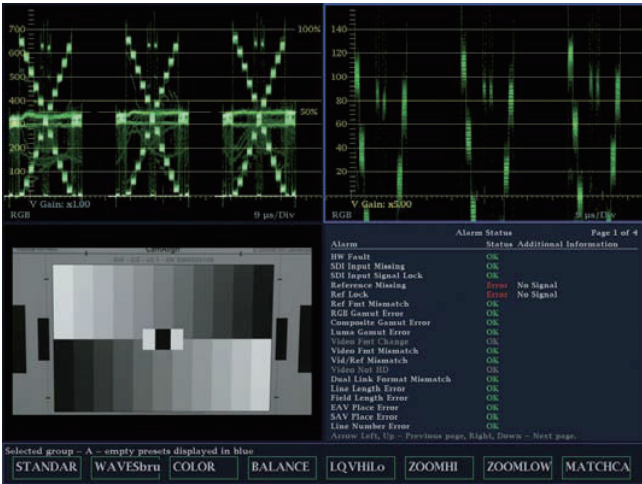 700
600
500
400
300
200
100
100%
50%
V Gain: x1.00
RGB
9 µs/Div
140
120
100
80
60
40
20
V Gain: x5.00
RGB
9 µs/Div
CamAlign
Alarm Status Page 1 of 4
Alarm Status Additional Information
HW Fault OK
SDI Input Missing OK
SDI Input Signal Lock OK
Reference Missing Error No Signal
Ref Lock Error No Signal
Ref Fmt Mismatch OK
RGB Gamut Error OK
Composite Gamut Error OK
Luma Gamut Error OK
Video Fmt Change OK
Video Fmt Mismatch OK
Vid/Ref Mismatch OK
Video Not HD OK
Dual Link Format Mismatch OK
Line Length Error OK
Field Length Error OK
EAV Place Error OK
SAV Place Error OK
Line Number Error OK
Arrow Left, Up - Previous page, Right, Down - Next page.
Selected group - A - empty presets displayed in blue
STANDAR WAVESbru COLOR BALANCE LQVHiLo ZOOMHI ZOOMLOW MATCHCA